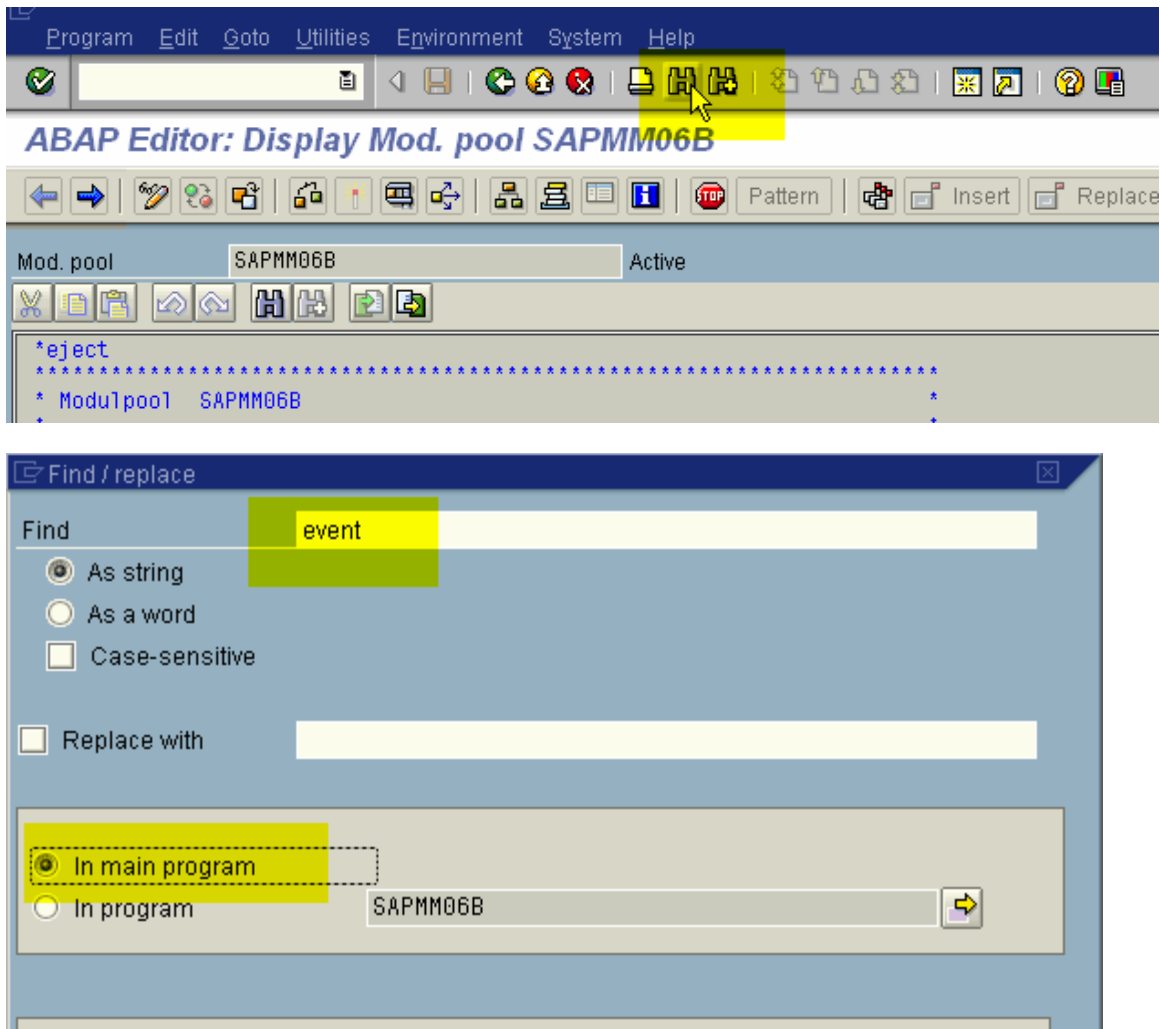 Program Edit Goto Utilities Environment System Help
ABAP Editor: Display Mod. pool SAPMM06B
STOP Pattern Insert Replace
Mod. pool SAPMM06B Active
*eject
************************************************************************
* Modulpool SAPMM06B *
Find / replace
Find event
As string
As a word
Case-sensitive
Replace with
In main program
In program SAPMM06B